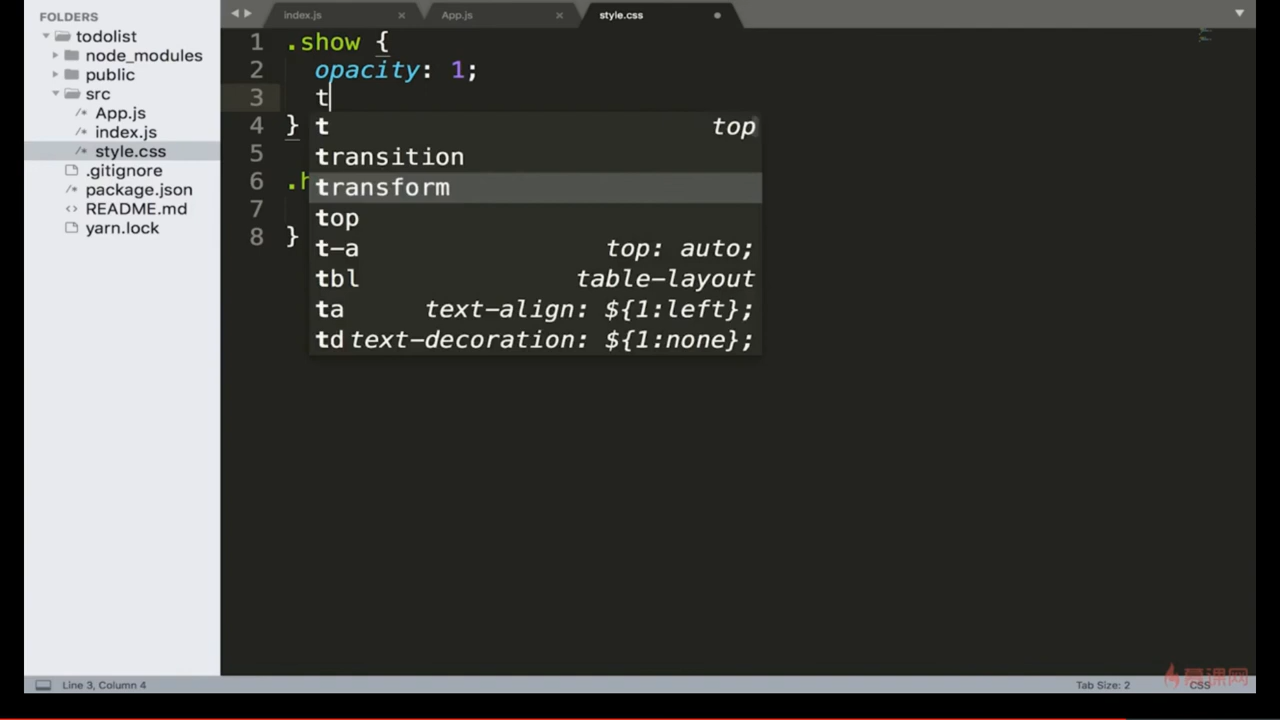 FOLDERS
todolist
node_modules
public
src
App.js
index.js
style.css
.gitignore
package.json
README.md
yarn.lock
index.js × App.js × style.css
1 .show {
2 opacity: 1;
3 t
4 }
5
6 .h
7
8 }
t top
transition
transform
top
t-a top: auto;
tbl table-layout
ta text-align: ${1:left};
td text-decoration: ${1:none};
Line 3, Column 4
Tab Size: 2
CSS
慕课网